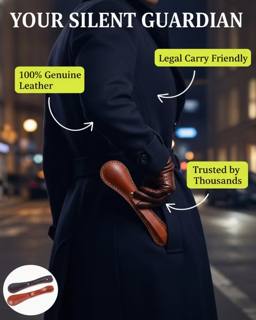 YOUR SILENT GUARDIAN
Legal Carry Friendly
100% Genuine
Leather
Trusted by
Thousands